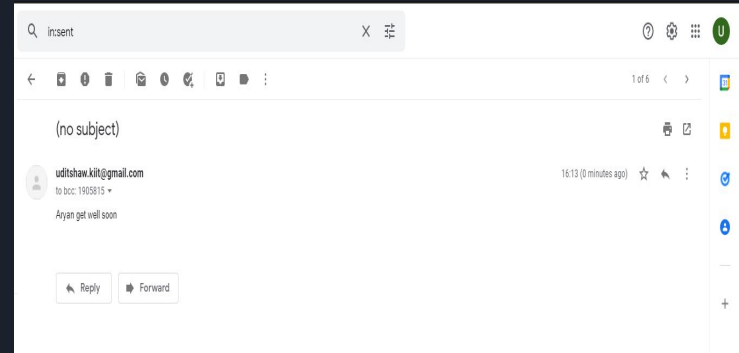 in:sent
U
1 of 6
31
(no subject)
uditshaw.kiit@gmail.com
16:13 (0 minutes ago)
to bcc: 1905815
Aryan get well soon
Reply
Forward